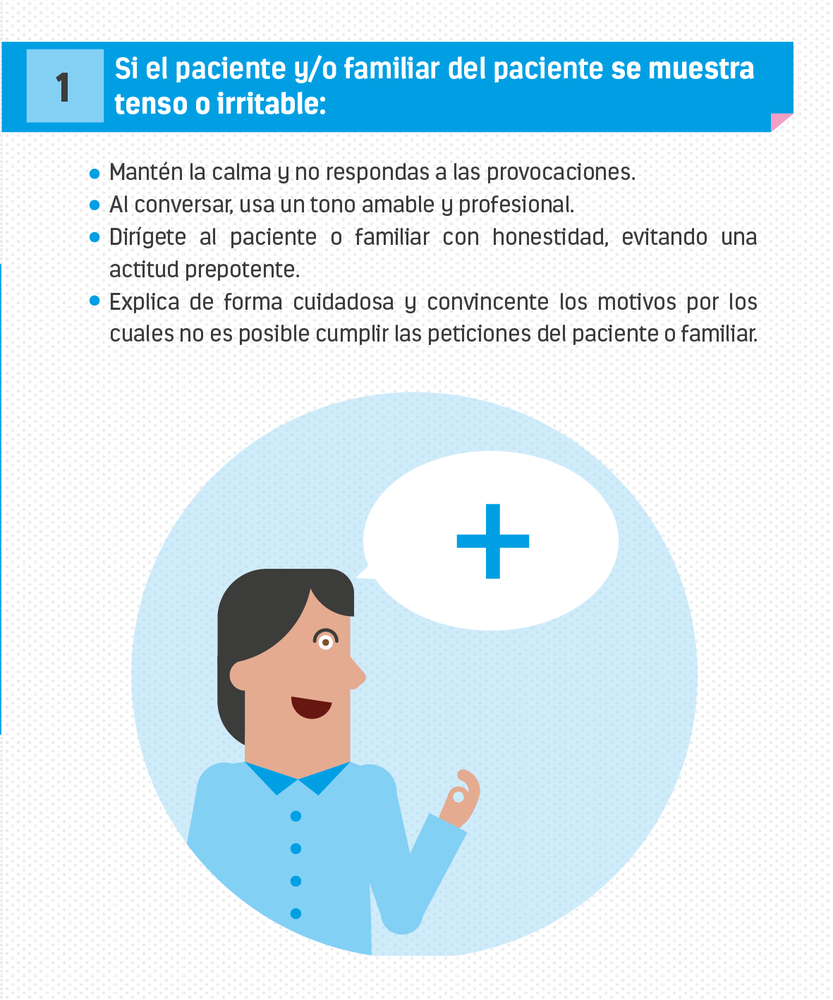 1
Si el paciente y/o familiar del paciente se muestra
tenso o irritable:
Mantén la calma y no respondas a las provocaciones.
Al conversar, usa un tono amable y profesional.
Dirígete al paciente o familiar con honestidad, evitando una
actitud prepotente.
Explica de forma cuidadosa y convincente los motivos por los
cuales no es posible cumplir las peticiones del paciente o familiar.